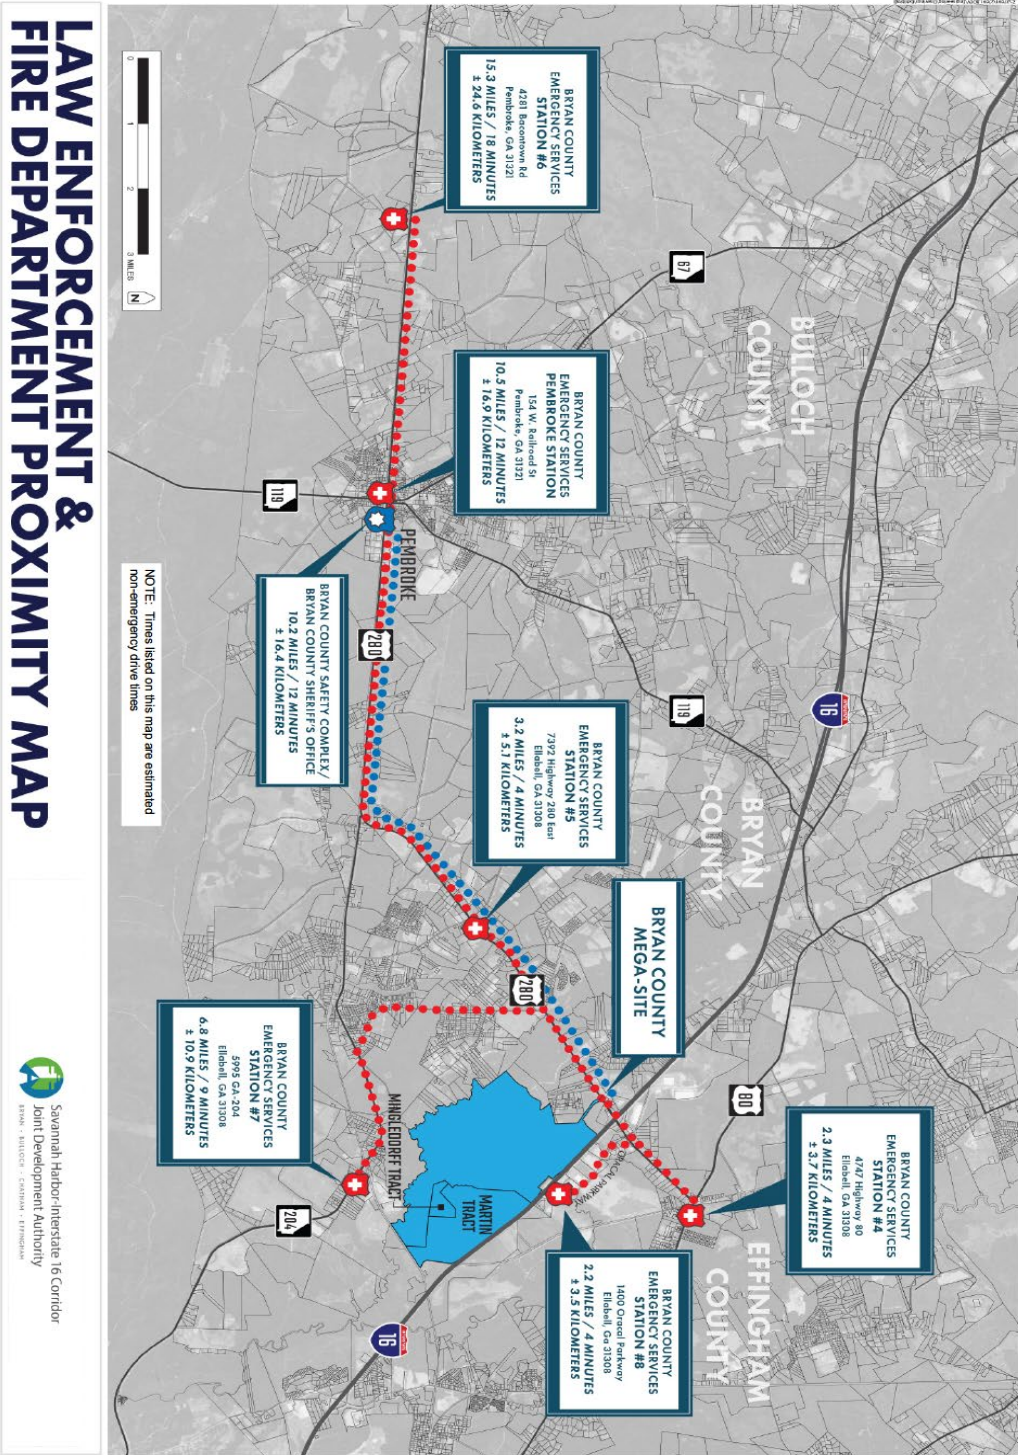 LAW ENFORCEMENT &
FIRE DEPARTMENT PROXIMITY MAP
BRYAN COUNTY
EMERGENCY SERVICES
STATION #6
4281 Bacontown Rd
Pembroke, GA 31321
15.3 MILES / 18 MINUTES
± 24.6 KILOMETERS
BRYAN COUNTY
EMERGENCY SERVICES
PEMBROKE STATION
154 W. Railroad St
Pembroke, GA 31321
10.5 MILES / 12 MINUTES
± 16.9 KILOMETERS
BRYAN COUNTY SAFETY COMPLEX/
BRYAN COUNTY SHERIFF'S OFFICE
10.2 MILES / 12 MINUTES
± 16.4 KILOMETERS
BRYAN COUNTY
EMERGENCY SERVICES
STATION #5
7392 Highway 280 East
Ellabell, GA 31308
3.2 MILES / 4 MINUTES
± 5.1 KILOMETERS
BRYAN COUNTY
MEGA-SITE
BRYAN COUNTY
EMERGENCY SERVICES
STATION #4
4747 Highway 80
Ellabell, GA 31308
2.3 MILES / 4 MINUTES
± 3.7 KILOMETERS
BRYAN COUNTY
EMERGENCY SERVICES
STATION #8
1400 Oracal Parkway
Ellabell, Ga 31308
2.2 MILES / 4 MINUTES
± 3.5 KILOMETERS
BRYAN COUNTY
EMERGENCY SERVICES
STATION #7
5995 GA-204
Ellabell, GA 31308
6.8 MILES / 9 MINUTES
± 10.9 KILOMETERS
BULLOCH
COUNTY
BRYAN
COUNTY
EFFINGHAM
COUNTY
PEMBROKE
MINGLEDORFF TRACT
MARTIN
TRACT
ORACAL PARKWAY
67
119
119
280
280
16
16
80
204
0 1 2 3 MILES
N
NOTE: Times listed on this map are estimated
non-emergency drive times
Savannah Harbor-Interstate 16 Corridor
Joint Development Authority
BRYAN · BULLOCH · CHATHAM · EFFINGHAM